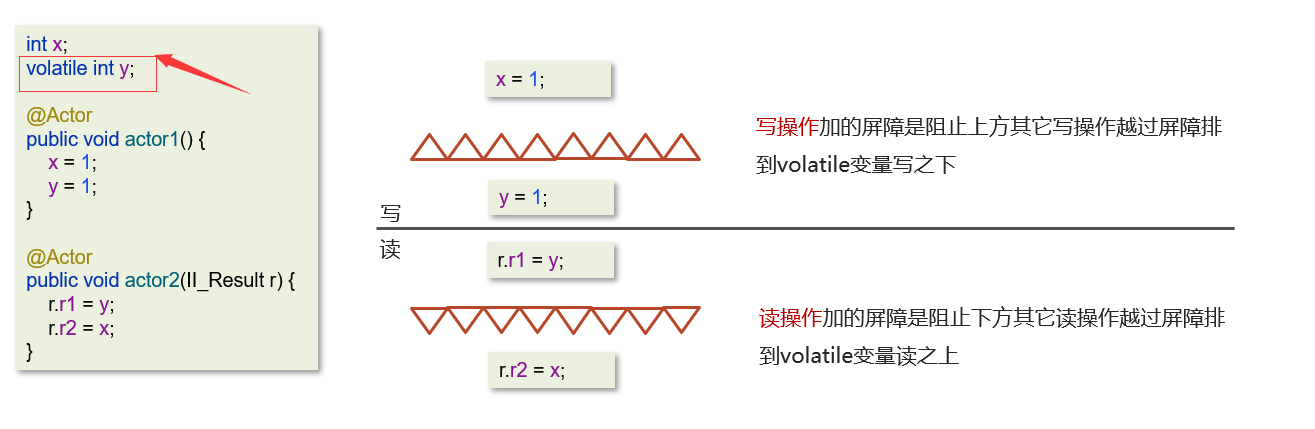 int x;
volatile int y;
@Actor
public void actor1() {
x = 1;
y = 1;
}
@Actor
public void actor2(II_Result r) {
r.r1 = y;
r.r2 = x;
}
x = 1;
y = 1;
写
读
r.r1 = y;
r.r2 = x;
写操作加的屏障是阻止上方其它写操作越过屏障排
到volatile变量写之下
读操作加的屏障是阻止下方其它读操作越过屏障排
到volatile变量读之上